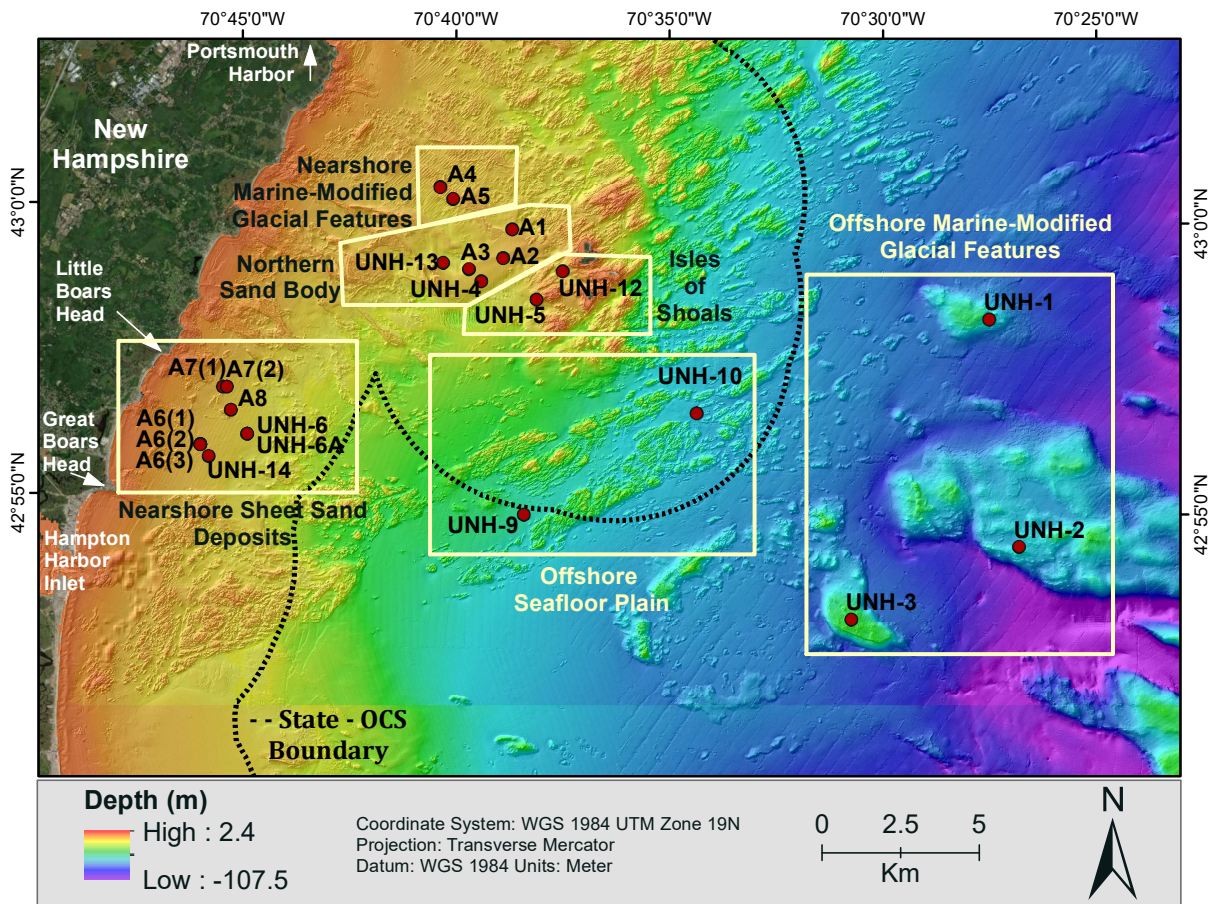 70°45'0"W
70°40'0"W
70°35'0"W
70°30'0"W
70°25'0"W
Portsmouth
Harbor
New
Hampshire
Nearshore
Marine-Modified
Glacial Features
A4
A5
43°0'0"N
43°0'0"N
A1
Offshore Marine-Modified
Glacial Features
Northern
Sand Body
UNH-13
A3
A2
UNH-4
UNH-12
UNH-5
Isles
of
Shoals
Little
Boars
Head
UNH-1
A7(1)
A7(2)
A8
UNH-10
Great
Boars
Head
A6(1)
A6(2)
A6(3)
UNH-6
UNH-6A
UNH-14
42°55'0"N
42°55'0"N
Nearshore Sheet Sand
Deposits
UNH-9
UNH-2
Hampton
Harbor
Inlet
Offshore
Seafloor Plain
UNH-3
- - State - OCS
Boundary
Depth (m)
High : 2.4
Low : -107.5
Coordinate System: WGS 1984 UTM Zone 19N
Projection: Transverse Mercator
Datum: WGS 1984 Units: Meter
0 2.5 5
Km
N